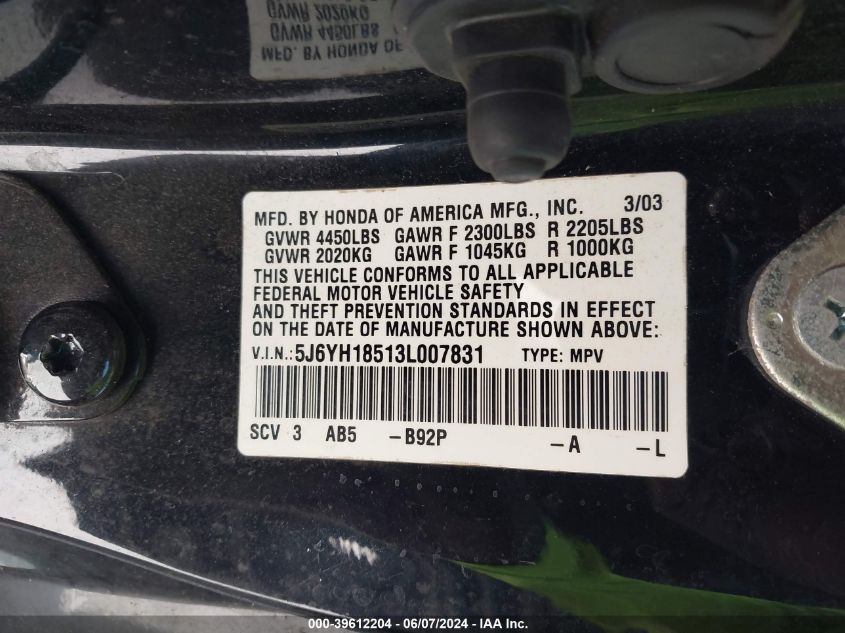 GVWR 2020KG
GVWR 4450LBS
MFD. BY HONDA OF
MFD. BY HONDA OF AMERICA MFG., INC. 3/03
GVWR 4450LBS GAWR F 2300LBS R 2205LBS
GVWR 2020KG GAWR F 1045KG R 1000KG
THIS VEHICLE CONFORMS TO ALL APPLICABLE
FEDERAL MOTOR VEHICLE SAFETY
AND THEFT PREVENTION STANDARDS IN EFFECT
ON THE DATE OF MANUFACTURE SHOWN ABOVE:
V.I.N.: 5J6YH18513L007831 TYPE: MPV
SCV 3 AB5 -B92P -A -L
000-39612204 - 06/07/2024 - IAA Inc.